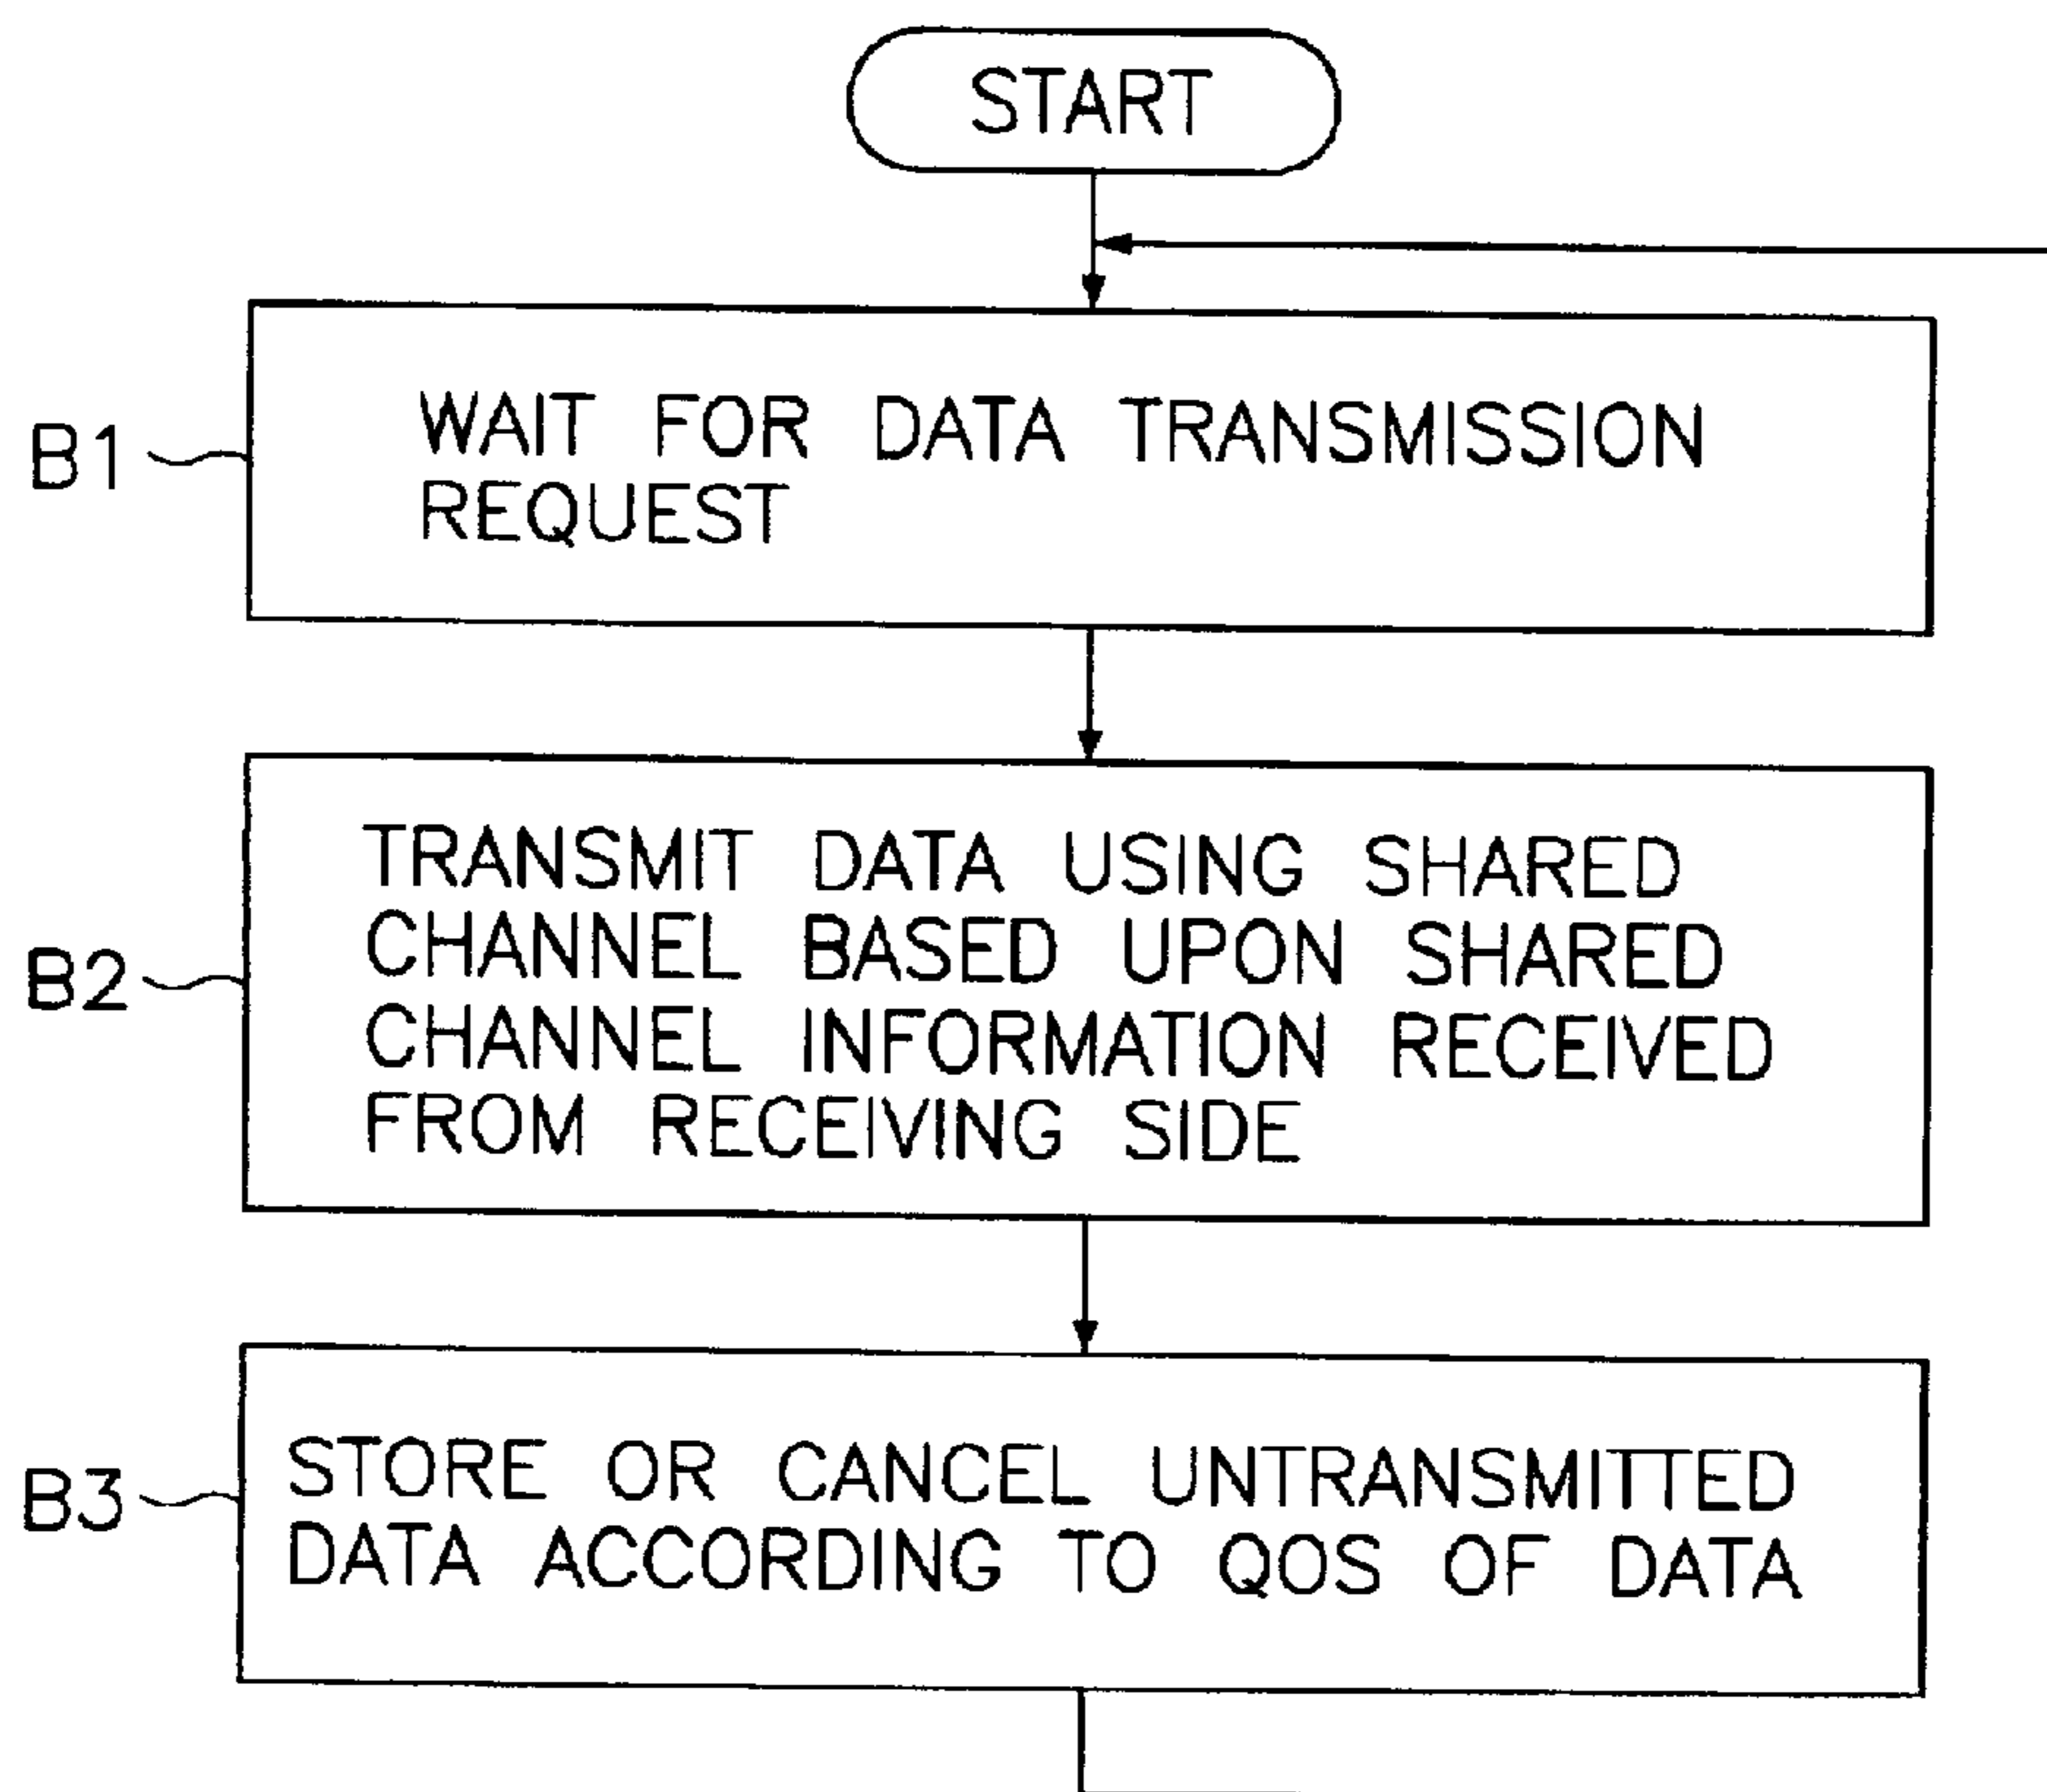 START
B1
WAIT FOR DATA TRANSMISSION
REQUEST
B2
TRANSMIT DATA USING SHARED
CHANNEL BASED UPON SHARED
CHANNEL INFORMATION RECEIVED
FROM RECEIVING SIDE
B3
STORE OR CANCEL UNTRANSMITTED
DATA ACCORDING TO QOS OF DATA